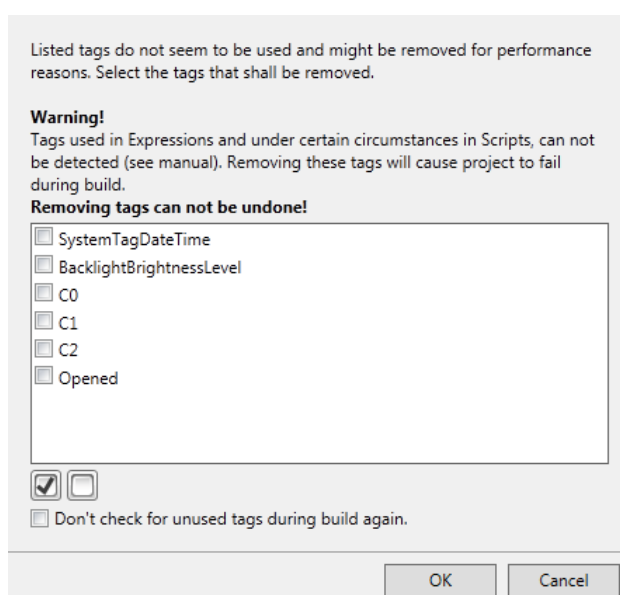 Listed tags do not seem to be used and might be removed for performance
reasons. Select the tags that shall be removed.
Warning!
Tags used in Expressions and under certain circumstances in Scripts, can not
be detected (see manual). Removing these tags will cause project to fail
during build.
Removing tags can not be undone!
SystemTagDateTime
BacklightBrightnessLevel
C0
C1
C2
Opened
Don't check for unused tags during build again.
OK
Cancel